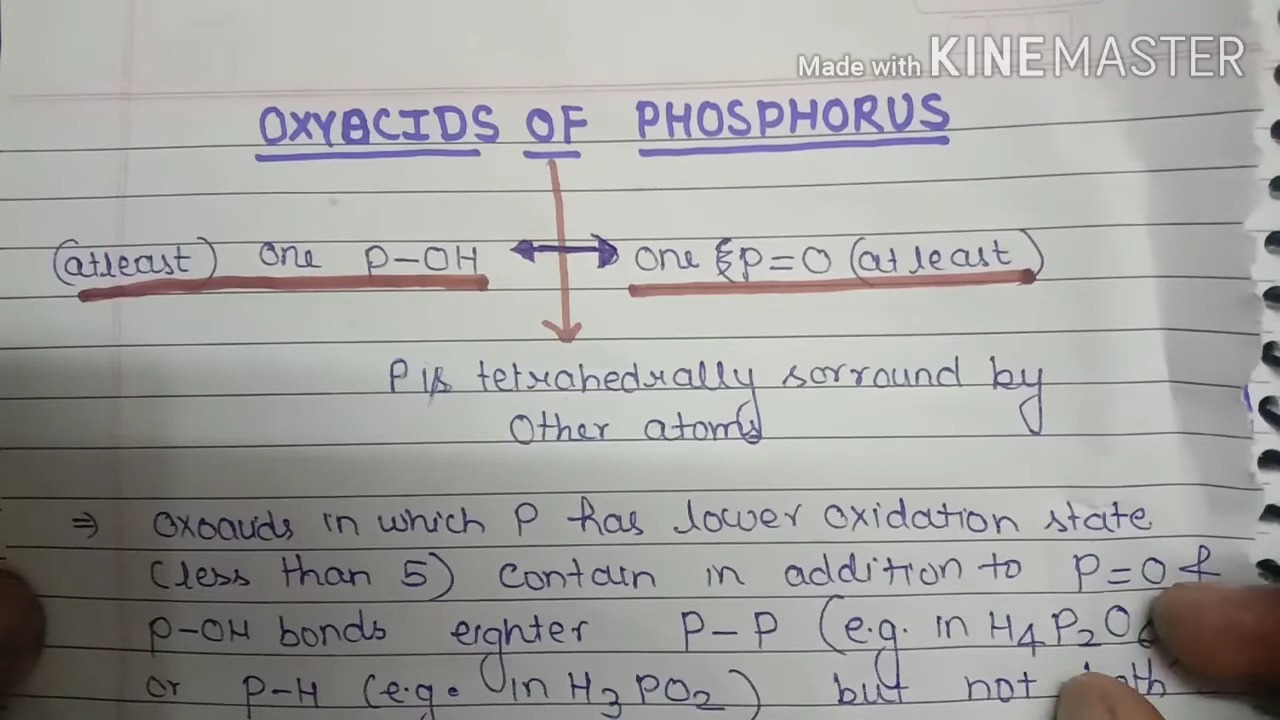 Made with KINEMASTER
OXYACIDS OF PHOSPHORUS
(atleast) one P-OH one P=O (atleast)
P is tetrahedrally sorround by
Other atoms
⇒ Oxoauds in which P has lower oxidation state
(less than 5) contain in addition to P=O &
P-OH bonds eighter P-P (e.g. in H4P2O
or P-H (e.g. in H3PO2) but not